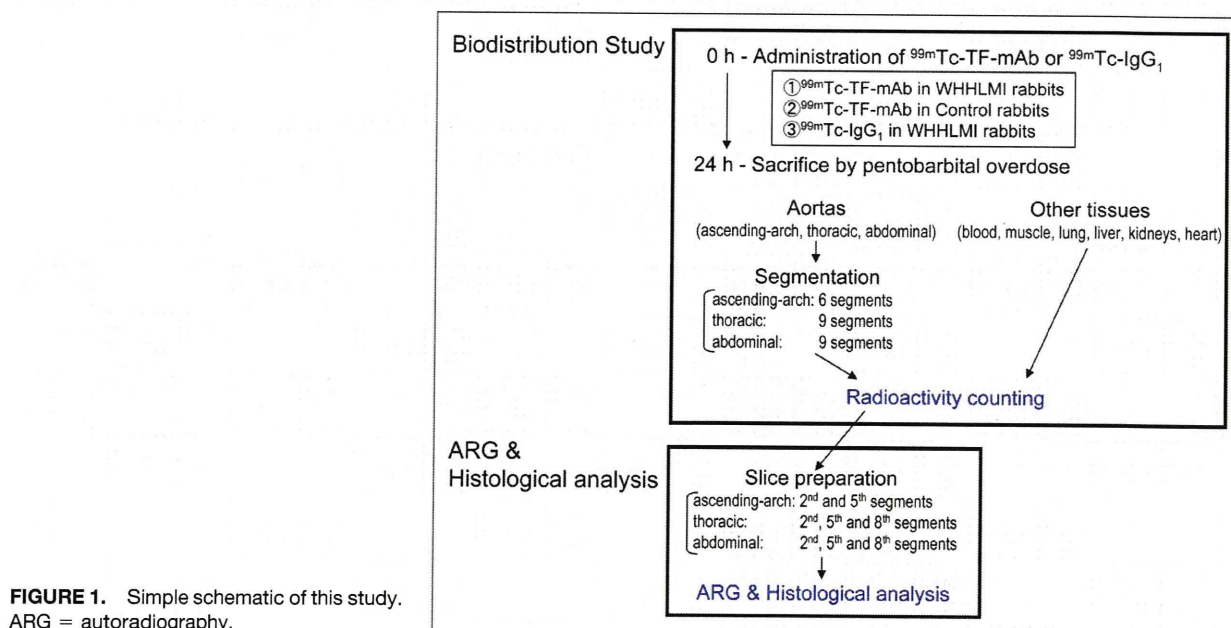 Biodistribution Study
0 h - Administration of ⁹⁹ᵐTc-TF-mAb or ⁹⁹ᵐTc-IgG₁
①⁹⁹ᵐTc-TF-mAb in WHHLMI rabbits
②⁹⁹ᵐTc-TF-mAb in Control rabbits
③⁹⁹ᵐTc-IgG₁ in WHHLMI rabbits
24 h - Sacrifice by pentobarbital overdose
Aortas
(ascending-arch, thoracic, abdominal)
Other tissues
(blood, muscle, lung, liver, kidneys, heart)
Segmentation
ascending-arch: 6 segments
thoracic: 9 segments
abdominal: 9 segments
Radioactivity counting
ARG &
Histological analysis
Slice preparation
ascending-arch: 2ⁿᵈ and 5ᵗʰ segments
thoracic: 2ⁿᵈ, 5ᵗʰ and 8ᵗʰ segments
abdominal: 2ⁿᵈ, 5ᵗʰ and 8ᵗʰ segments
ARG & Histological analysis
FIGURE 1. Simple schematic of this study.
ARG = autoradiography.